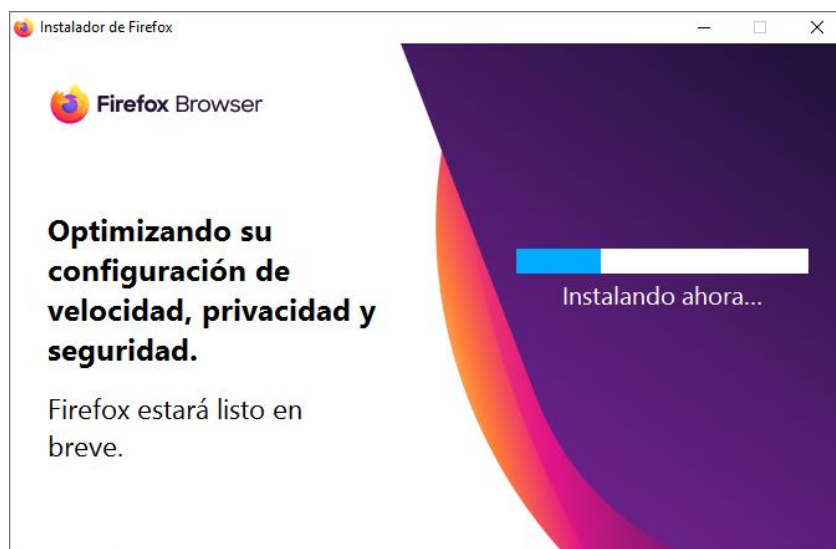 Instalador de Firefox
Firefox Browser
Optimizando su
configuración de
velocidad, privacidad y
seguridad.
Instalando ahora...
Firefox estará listo en
breve.